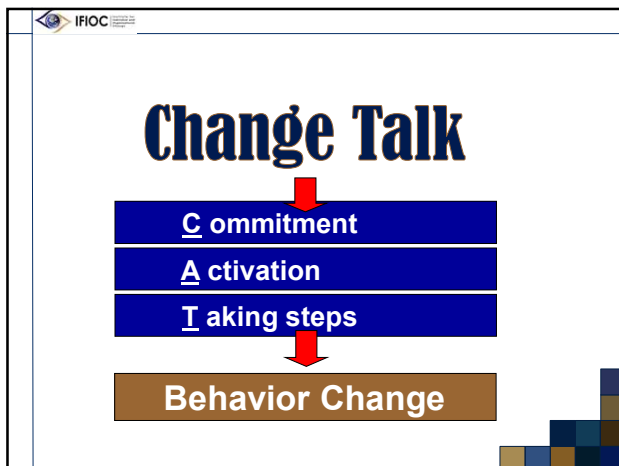 IFIOC
Change Talk
C ommitment
A ctivation
T aking steps
Behavior Change